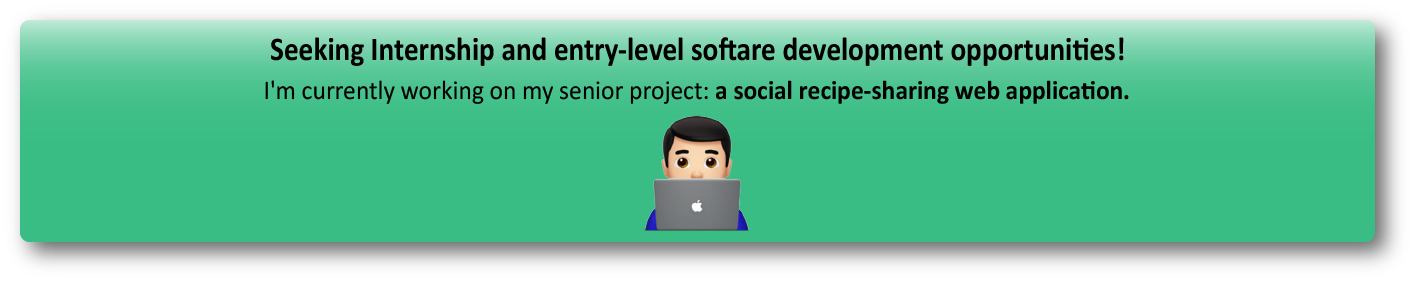 Seeking Internship and entry-level softare development opportunities!
I'm currently working on my senior project: a social recipe-sharing web application.